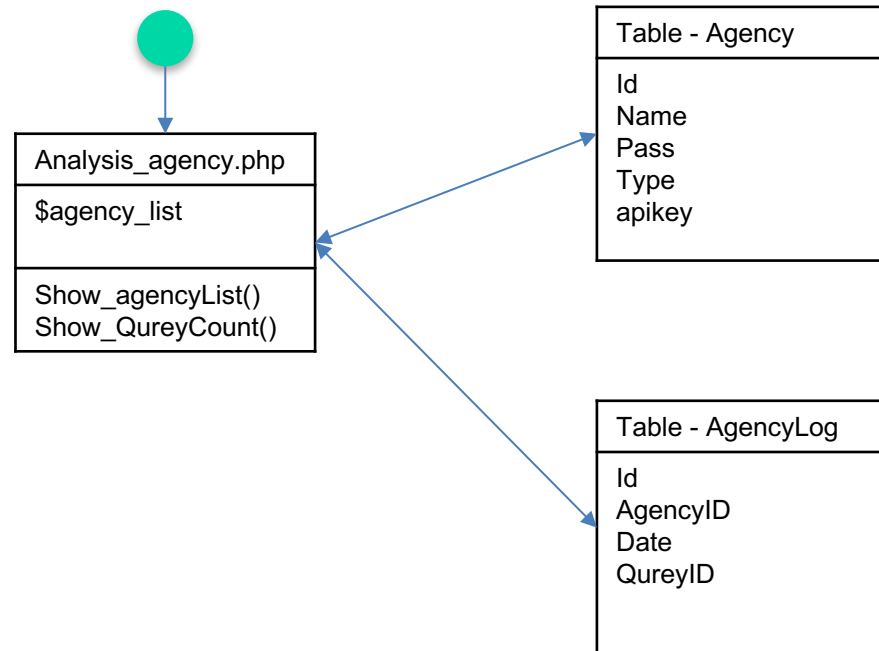 Table - Agency
Id
Name
Pass
Type
apikey
Analysis_agency.php
$agency_list
Show_agencyList()
Show_QureyCount()
Table - AgencyLog
Id
AgencyID
Date
QureyID